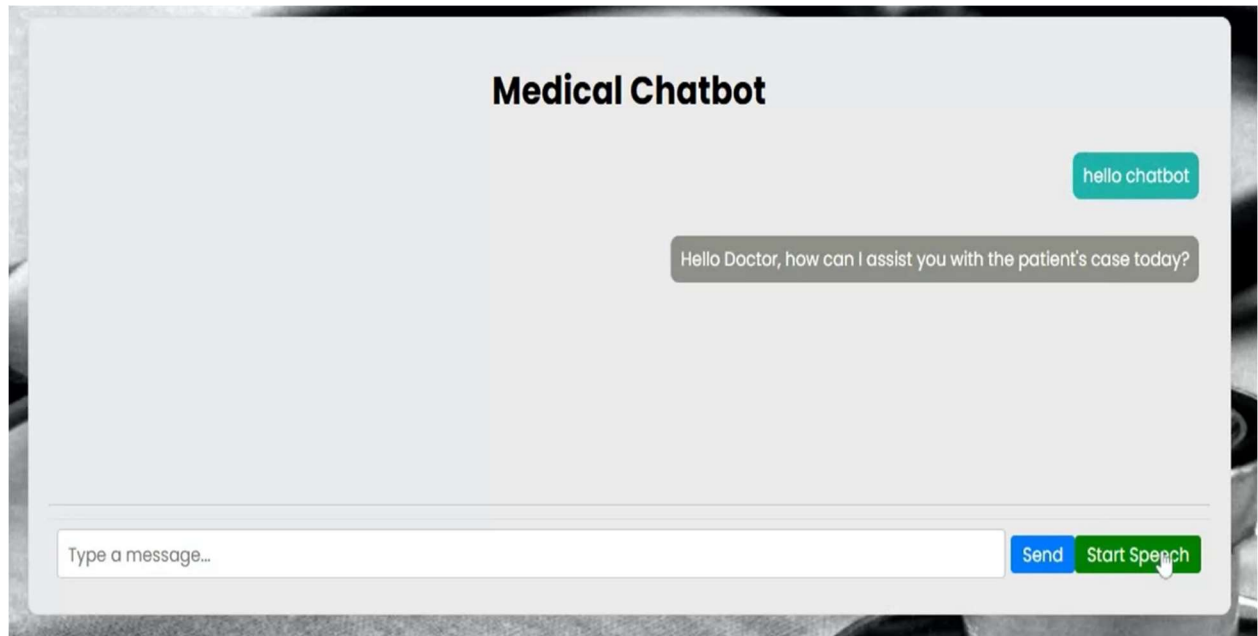 Medical Chatbot
hello chatbot
Hello Doctor, how can I assist you with the patient's case today?
Type a message...
Send
Start Speech